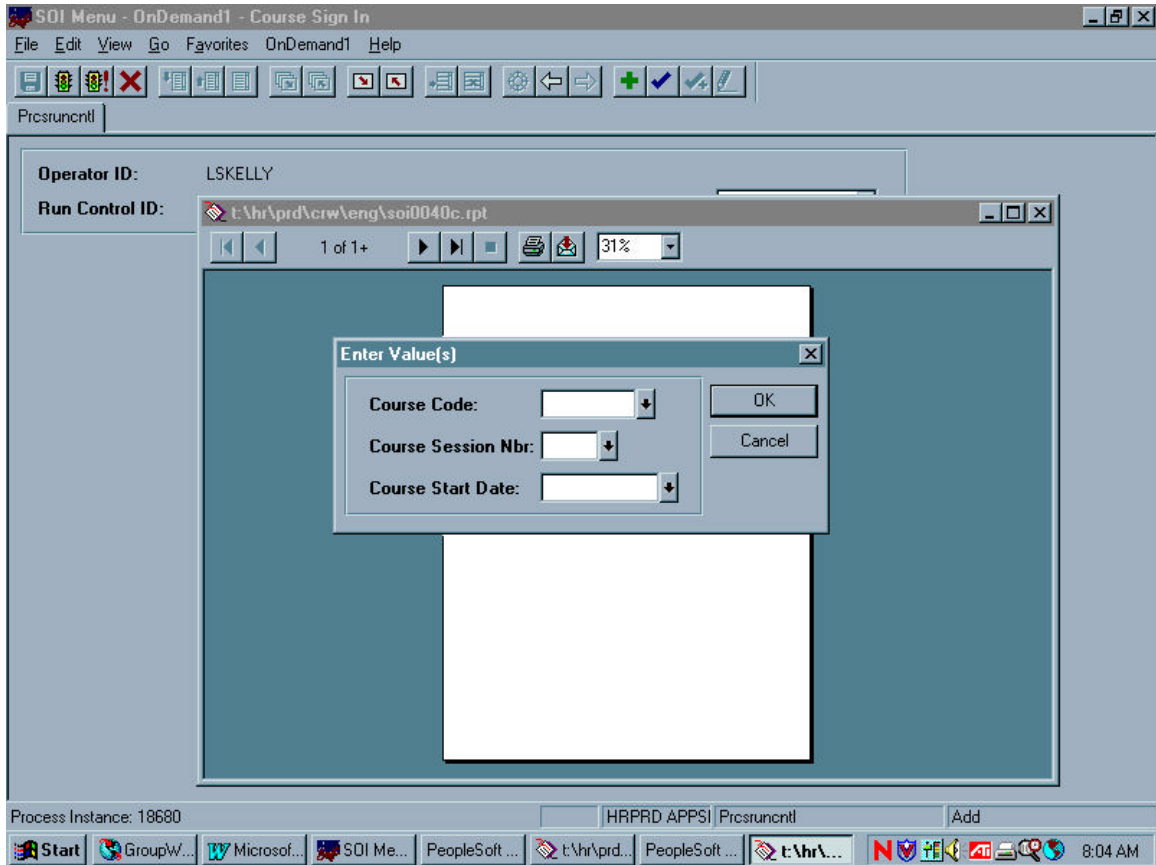 SOI Menu - OnDemand1 - Course Sign In
File Edit View Go Favorites OnDemand1 Help
Prcsruncntl
Operator ID: LSKELLY
Run Control ID:
t:\hr\prd\crw\eng\soi0040c.rpt
1 of 1+ 31%
Enter Value(s)
Course Code:
OK
Course Session Nbr:
Cancel
Course Start Date:
Process Instance: 18680 HRPRD APPSI Prcsruncntl Add
Start GroupW... Microsof... SOI Me... PeopleSoft ... t:\hr\prd... PeopleSoft ... t:\hr\... N ATI 8:04 AM